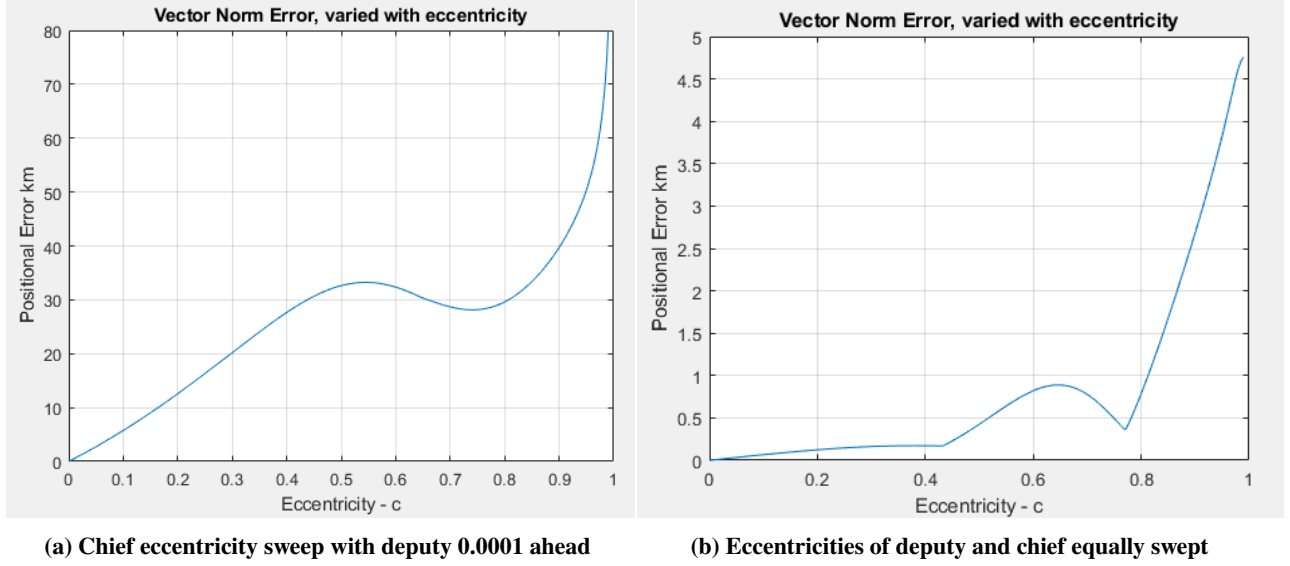 Vector Norm Error, varied with eccentricity
80
70
60
50
40
30
20
10
0
Positional Error km
0 0.1 0.2 0.3 0.4 0.5 0.6 0.7 0.8 0.9 1
Eccentricity - c
(a) Chief eccentricity sweep with deputy 0.0001 ahead
Vector Norm Error, varied with eccentricity
5
4.5
4
3.5
3
2.5
2
1.5
1
0.5
0
Positional Error km
0 0.2 0.4 0.6 0.8 1
Eccentricity - c
(b) Eccentricities of deputy and chief equally swept